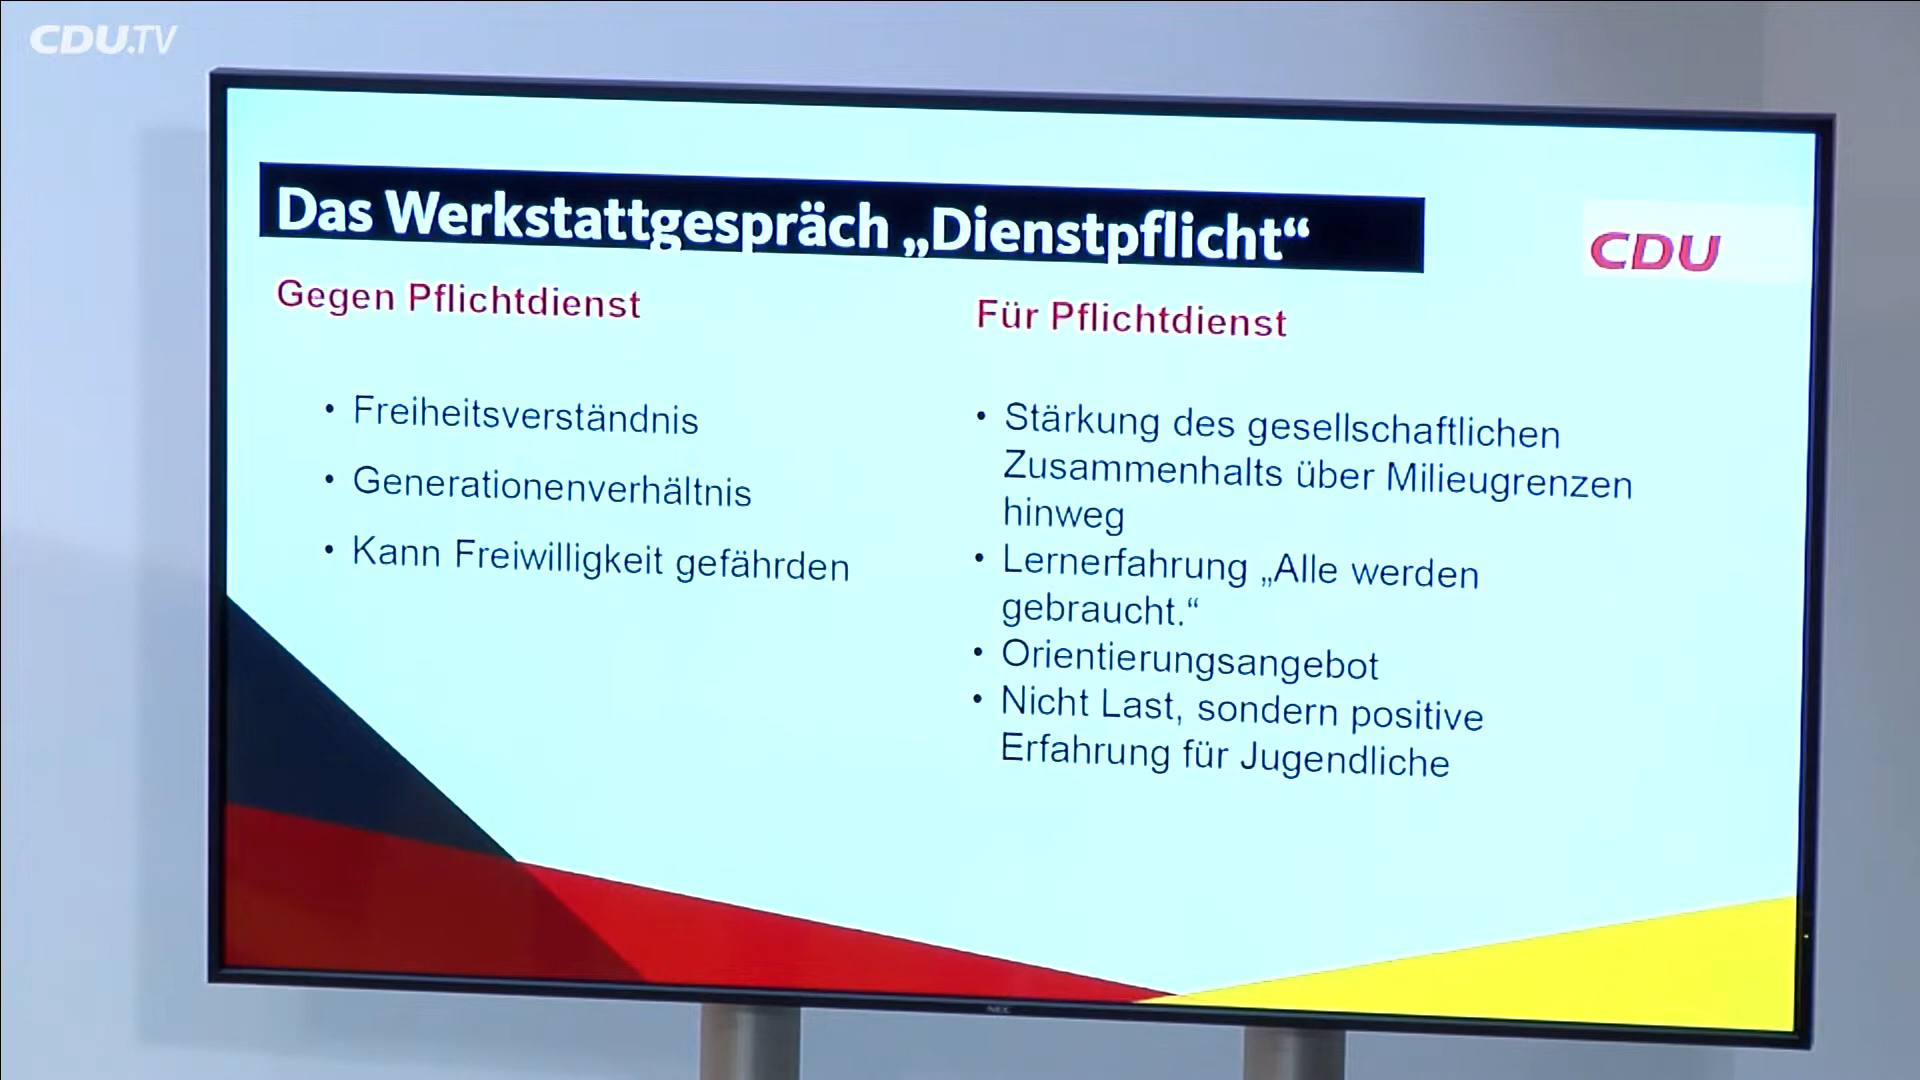 CDU.TV
Das Werkstattgespräch „Dienstpflicht“
CDU
Gegen Pflichtdienst
• Freiheitsverständnis
• Generationenverhältnis
• Kann Freiwilligkeit gefährden
Für Pflichtdienst
• Stärkung des gesellschaftlichen
Zusammenhalts über Milieugrenzen
hinweg
• Lernerfahrung „Alle werden
gebraucht.“
• Orientierungsangebot
• Nicht Last, sondern positive
Erfahrung für Jugendliche
NEC